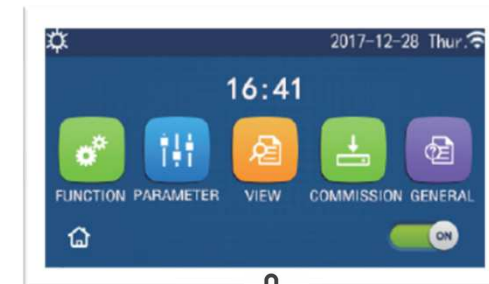 2017-12-28 Thur.
16:41
FUNCTION PARAMETER VIEW COMMISSION GENERAL
ON